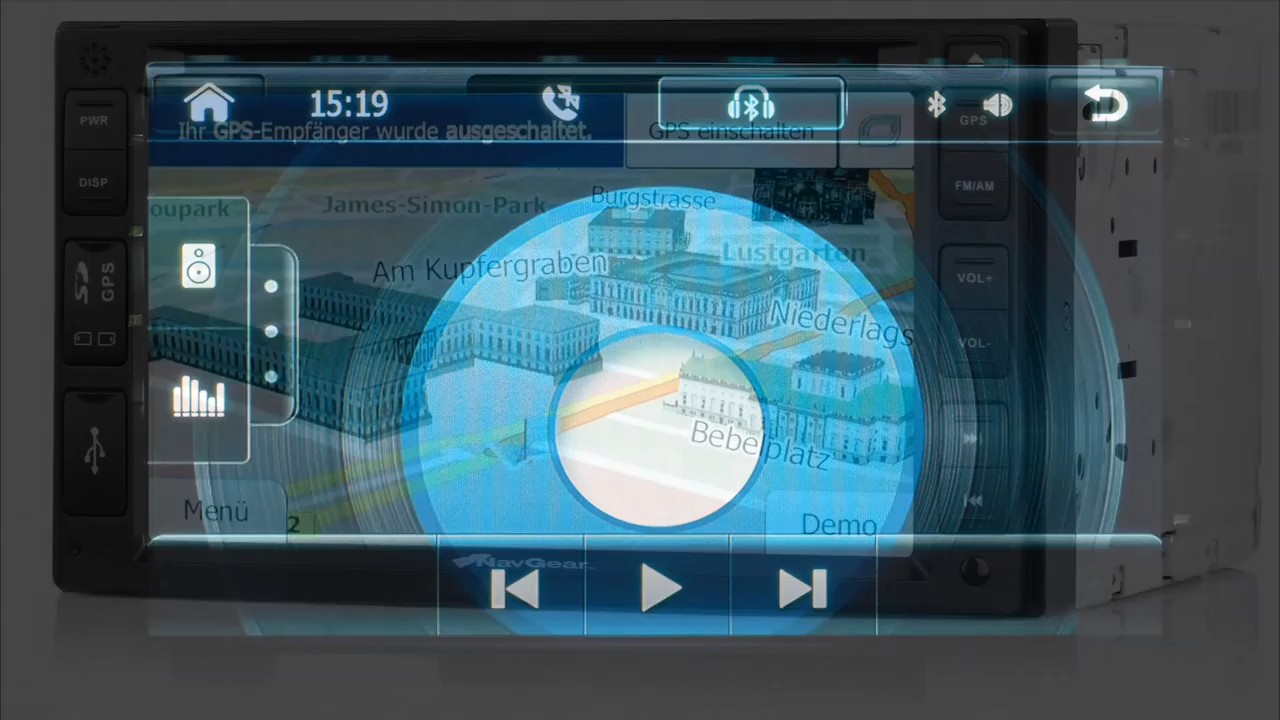 15:19
Ihr GPS-Empfänger wurde ausgeschaltet.
GPS einschalten
PWR
GPS
DISP
FM/AM
oupark
James-Simon-Park
Burgstrasse
Lustgarten
Am Kupfergraben
SD
GPS
VOL+
Niederlags
VOL-
Bebelplatz
Menü
2
Demo
NavGear